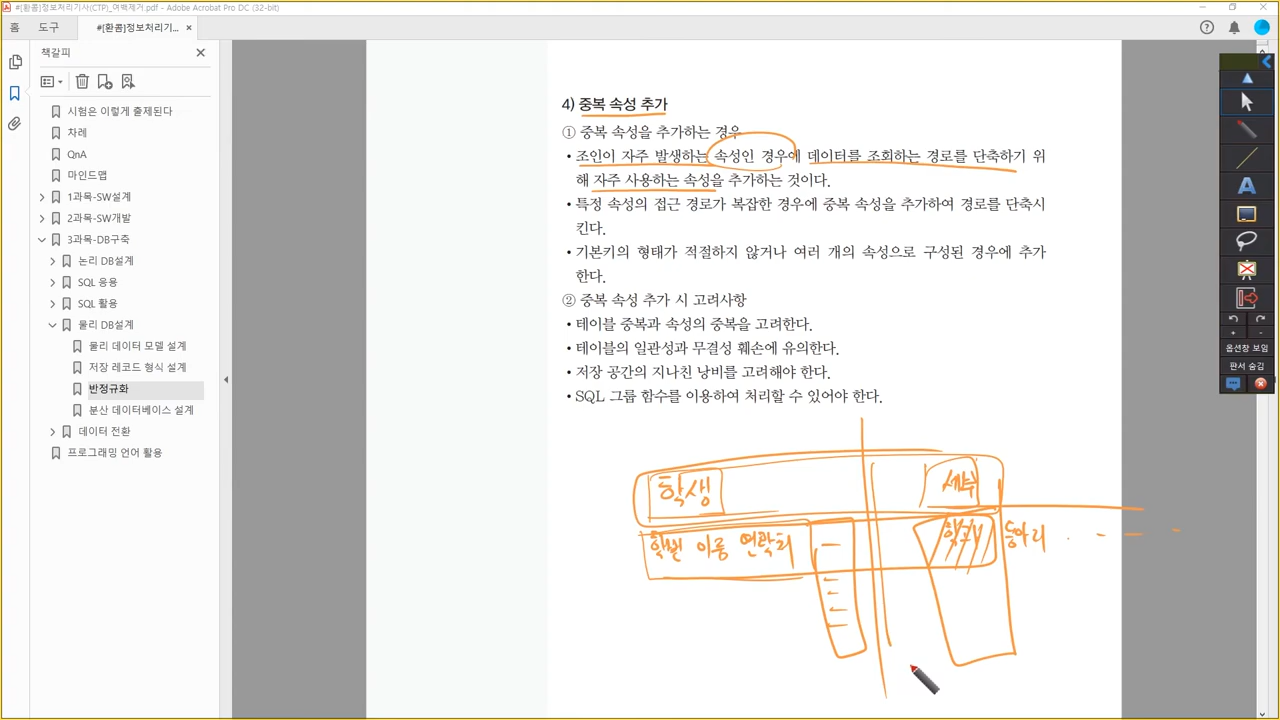 #[환쫌]정보처리기사(CTP)_여백제거.pdf - Adobe Acrobat Pro DC (32-bit)
홈 도구 #[환쫌]정보처리기...
책갈피
시험은 이렇게 출제된다
차례
QnA
마인드맵
1과목-SW설계
2과목-SW개발
3과목-DB구축
논리 DB설계
SQL 응용
SQL 활용
물리 DB설계
물리 데이터 모델 설계
저장 레코드 형식 설계
반정규화
분산 데이터베이스 설계
데이터 전환
프로그래밍 언어 활용
4) 중복 속성 추가
① 중복 속성을 추가하는 경우
• 조인이 자주 발생하는 속성인 경우에 데이터를 조회하는 경로를 단축하기 위
해 자주 사용하는 속성을 추가하는 것이다.
• 특정 속성의 접근 경로가 복잡한 경우에 중복 속성을 추가하여 경로를 단축시
킨다.
• 기본키의 형태가 적절하지 않거나 여러 개의 속성으로 구성된 경우에 추가
한다.
② 중복 속성 추가 시 고려사항
• 테이블 중복과 속성의 중복을 고려한다.
• 테이블의 일관성과 무결성 훼손에 유의한다.
• 저장 공간의 지나친 낭비를 고려해야 한다.
• SQL 그룹 함수를 이용하여 처리할 수 있어야 한다.
학생 세부
학번 이름 연락처 동아리
옵션창 보임
판서 숨김